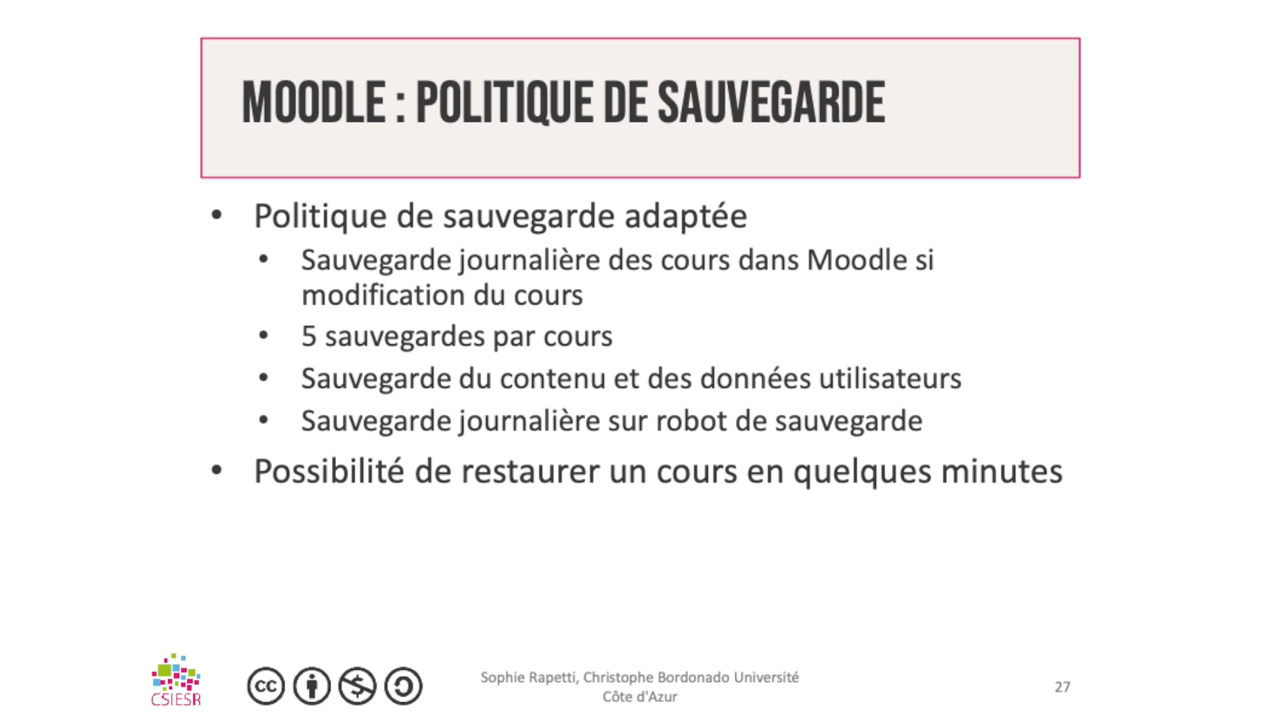 MOODLE : POLITIQUE DE SAUVEGARDE
• Politique de sauvegarde adaptée
• Sauvegarde journalière des cours dans Moodle si
modification du cours
• 5 sauvegardes par cours
• Sauvegarde du contenu et des données utilisateurs
• Sauvegarde journalière sur robot de sauvegarde
• Possibilité de restaurer un cours en quelques minutes
CSIESR
cc
Sophie Rapetti, Christophe Bordonado Université
Côte d'Azur
27